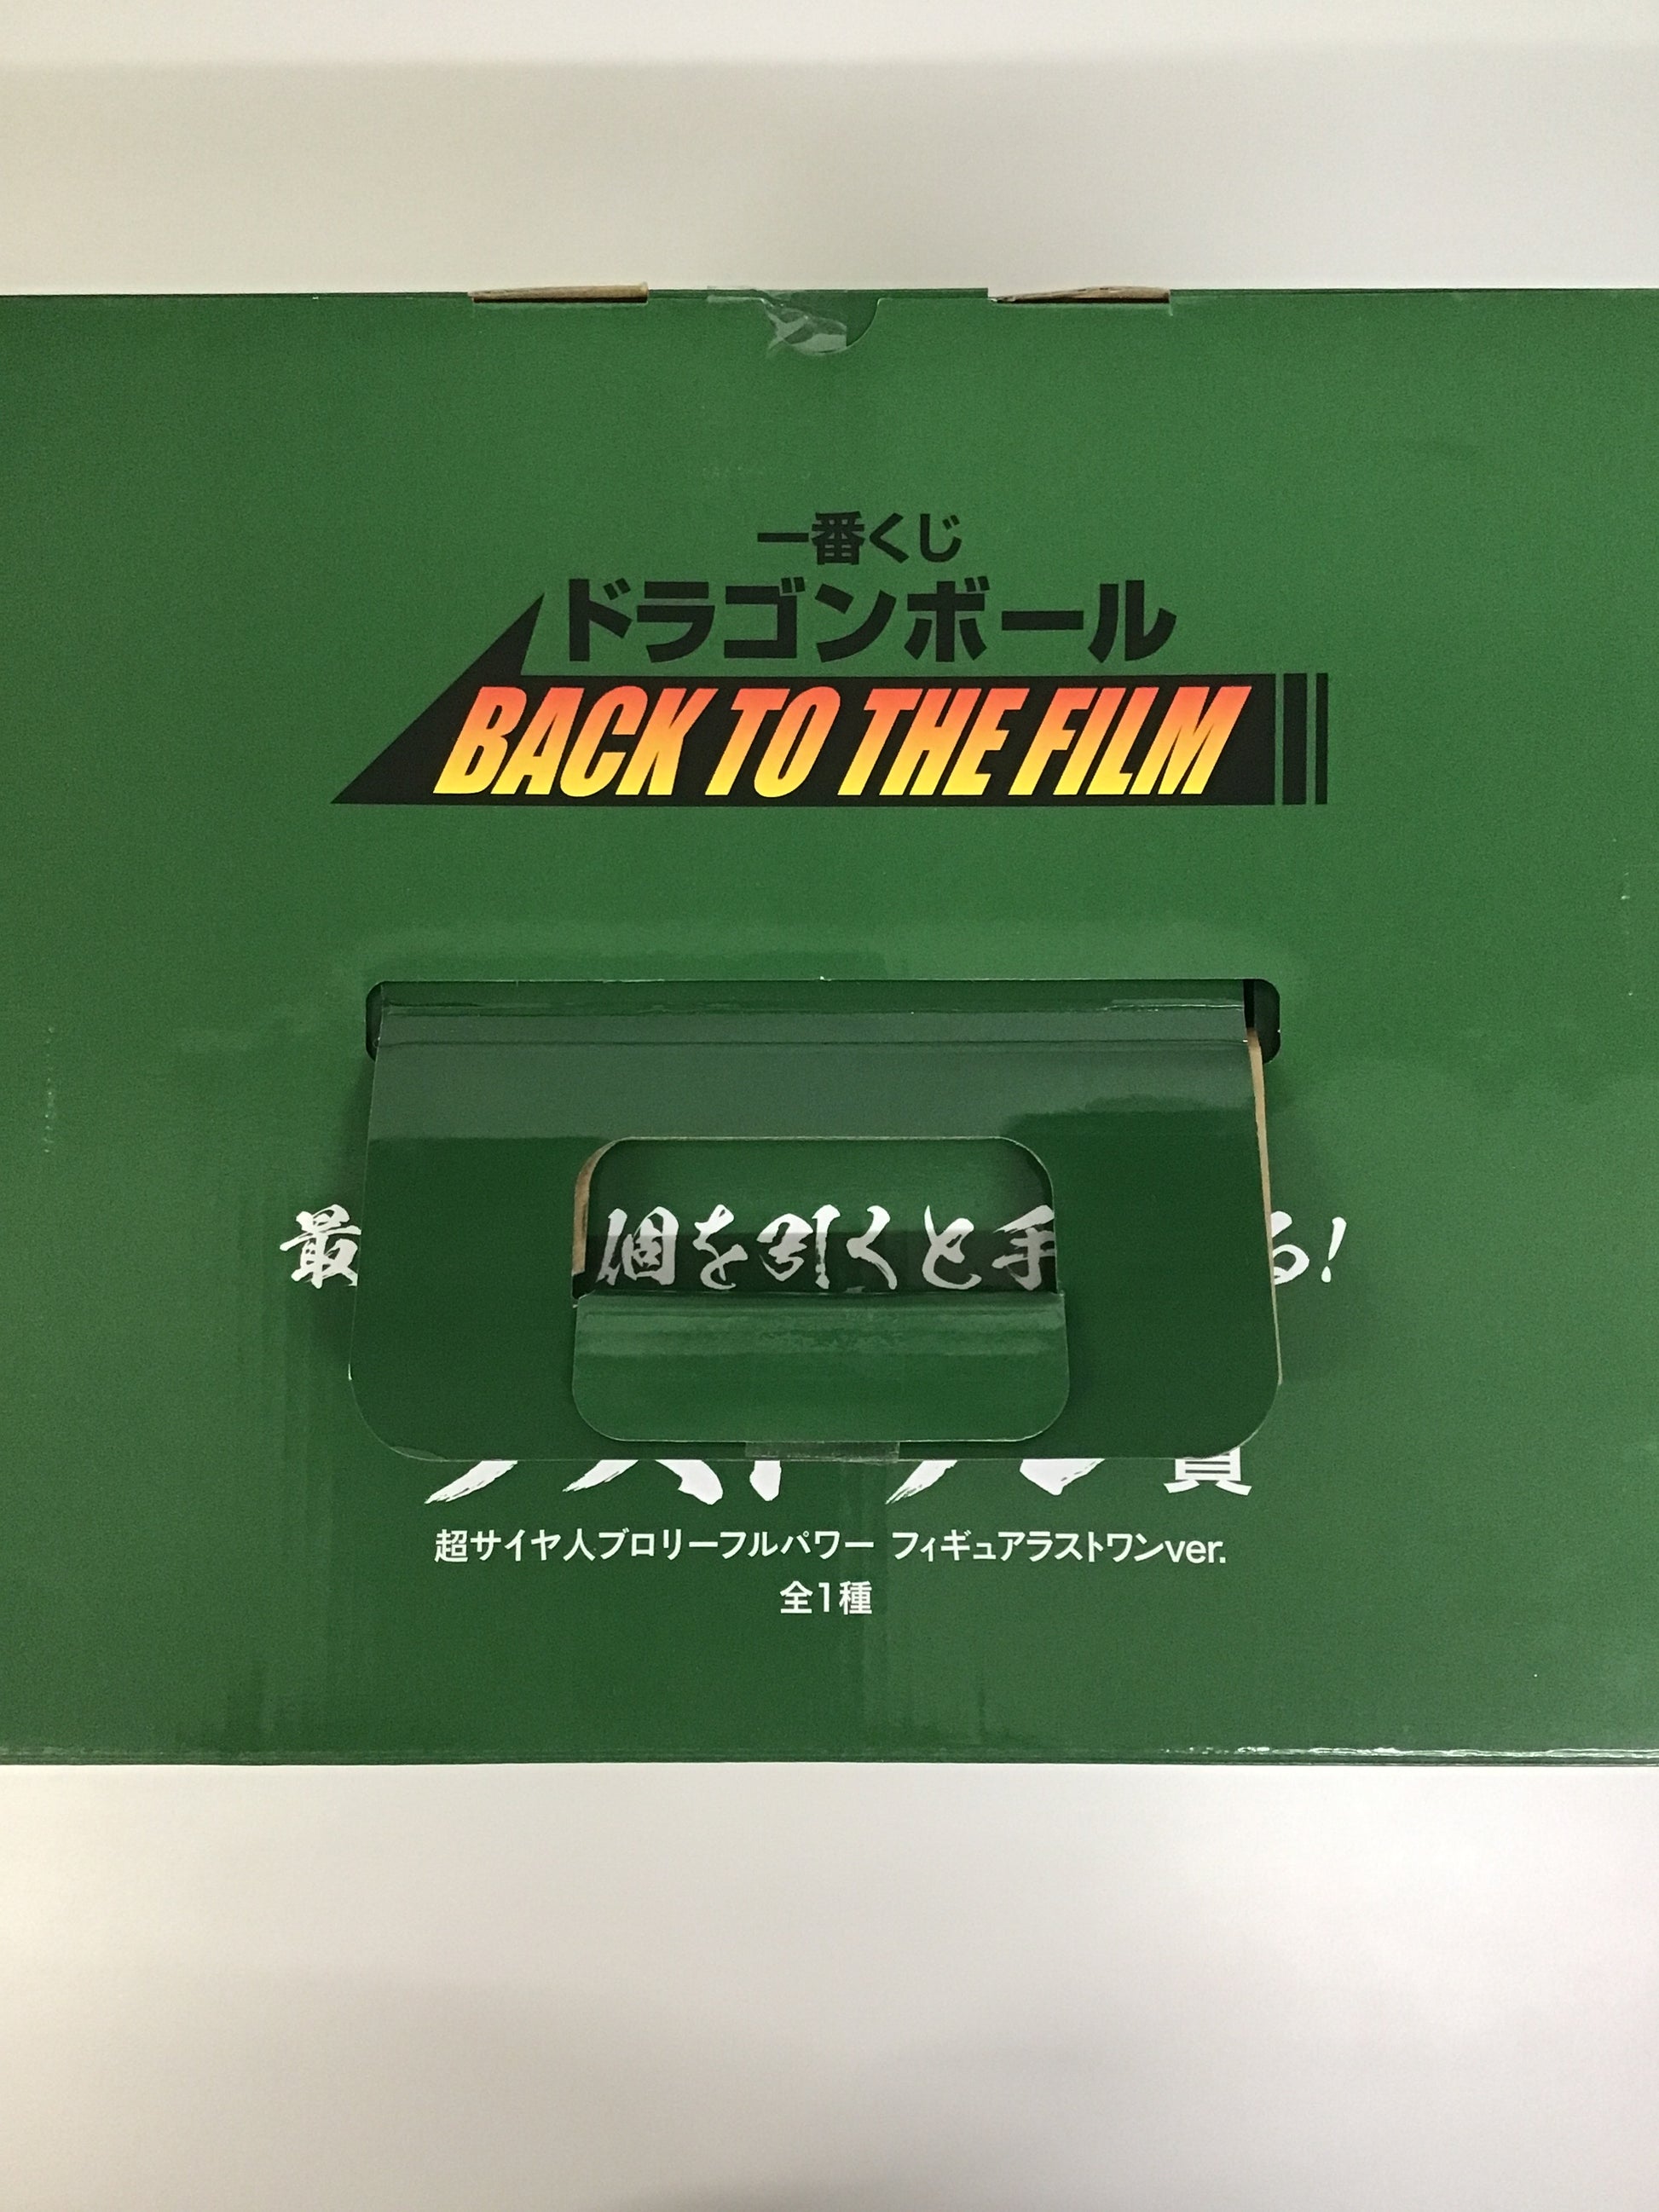 一番くじ
ドラゴンボール
BACK TO THE FILM
最 個を引くと手 る!
賞
超サイヤ人ブロリーフルパワー フィギュアラストワンver.
全1種